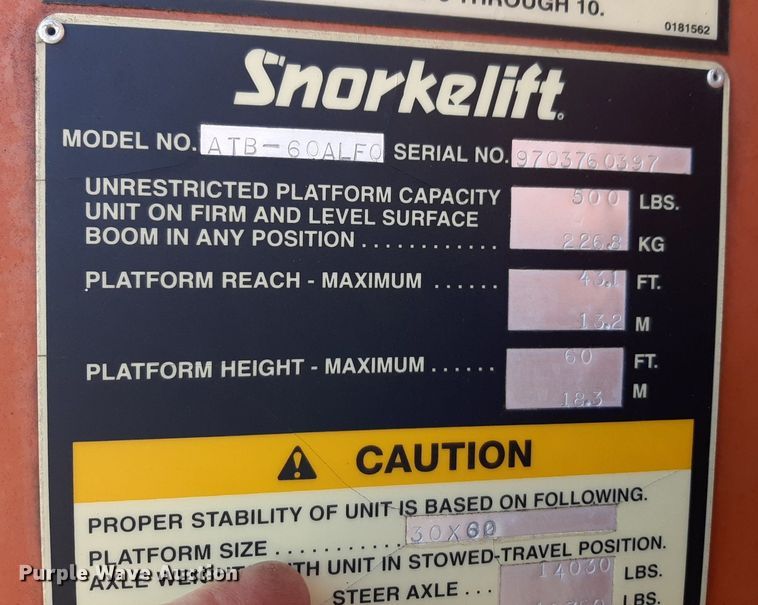 THROUGH 10.
0181562
Snorkelift
MODEL NO. ATB-60ALFO SERIAL NO. 9703760397
UNRESTRICTED PLATFORM CAPACITY 500 LBS.
UNIT ON FIRM AND LEVEL SURFACE
BOOM IN ANY POSITION ............ 226.8 KG
PLATFORM REACH - MAXIMUM ...... 43.1 FT.
13.2 M
PLATFORM HEIGHT - MAXIMUM ...... 60 FT.
18.3 M
CAUTION
PROPER STABILITY OF UNIT IS BASED ON FOLLOWING.
PLATFORM SIZE ............ 30X60
AXLE WEIGHT WITH UNIT IN STOWED-TRAVEL POSITION.
STEER AXLE .... 14030 LBS.
LBS.
Purple Wave Auction